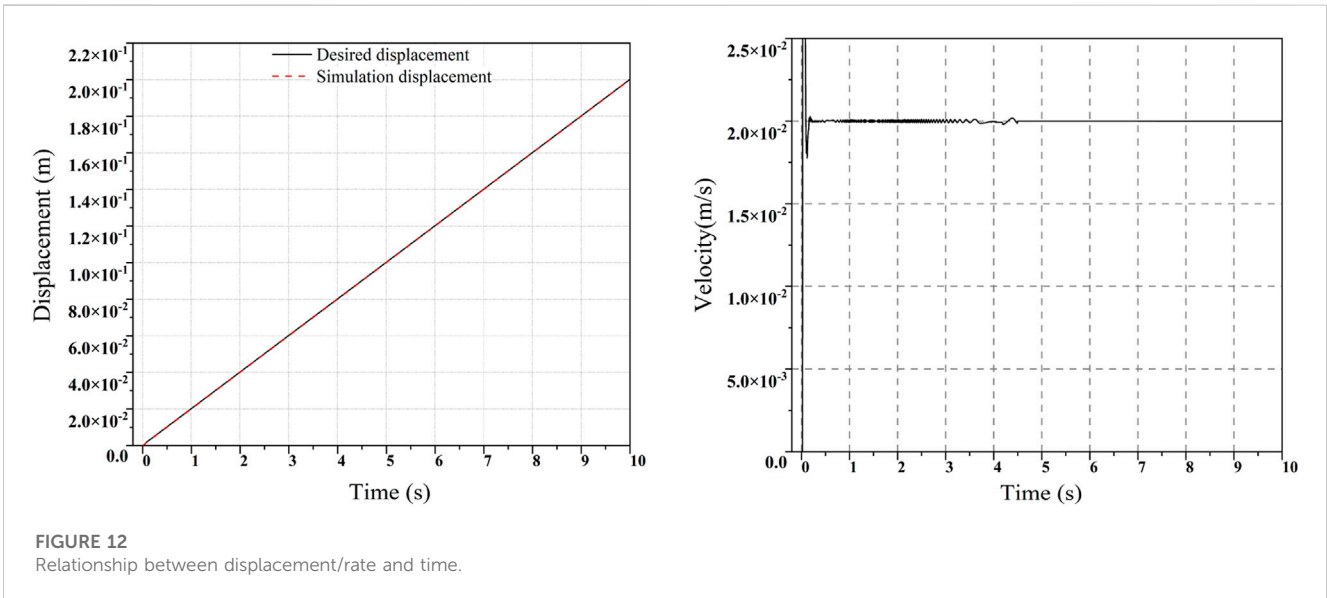 2.2×10⁻¹
2.0×10⁻¹
1.8×10⁻¹
1.6×10⁻¹
1.4×10⁻¹
1.2×10⁻¹
1.0×10⁻¹
8.0×10⁻²
6.0×10⁻²
4.0×10⁻²
2.0×10⁻²
0.0
Displacement (m)
Desired displacement
Simulation displacement
0 1 2 3 4 5 6 7 8 9 10
Time (s)
2.5×10⁻²
2.0×10⁻²
1.5×10⁻²
1.0×10⁻²
5.0×10⁻³
0.0
Velocity(m/s)
0 1 2 3 4 5 6 7 8 9 10
Time (s)
FIGURE 12
Relationship between displacement/rate and time.